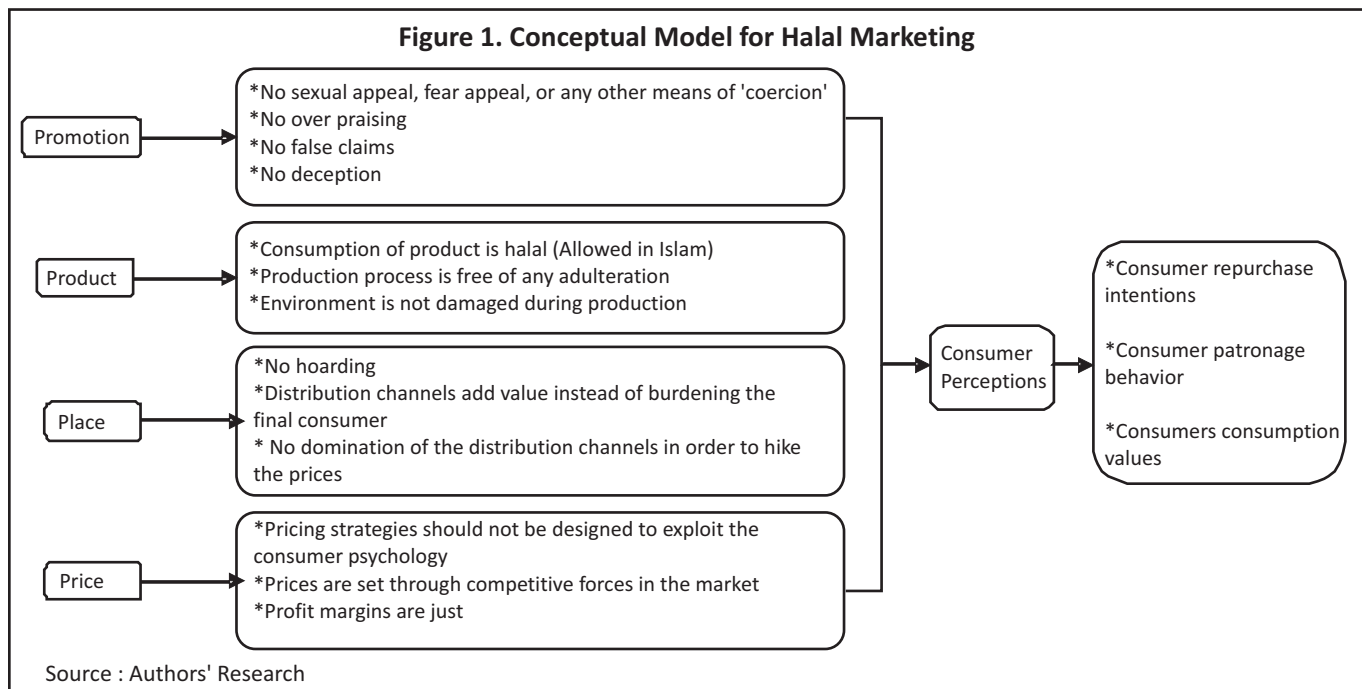 Figure 1. Conceptual Model for Halal Marketing
Promotion
*No sexual appeal, fear appeal, or any other means of 'coercion'
*No over praising
*No false claims
*No deception
Product
*Consumption of product is halal (Allowed in Islam)
*Production process is free of any adulteration
*Environment is not damaged during production
Place
*No hoarding
*Distribution channels add value instead of burdening the
final consumer
* No domination of the distribution channels in order to hike
the prices
Price
*Pricing strategies should not be designed to exploit the
consumer psychology
*Prices are set through competitive forces in the market
*Profit margins are just
Consumer
Perceptions
*Consumer repurchase
intentions
*Consumer patronage
behavior
*Consumers consumption
values
Source : Authors' Research